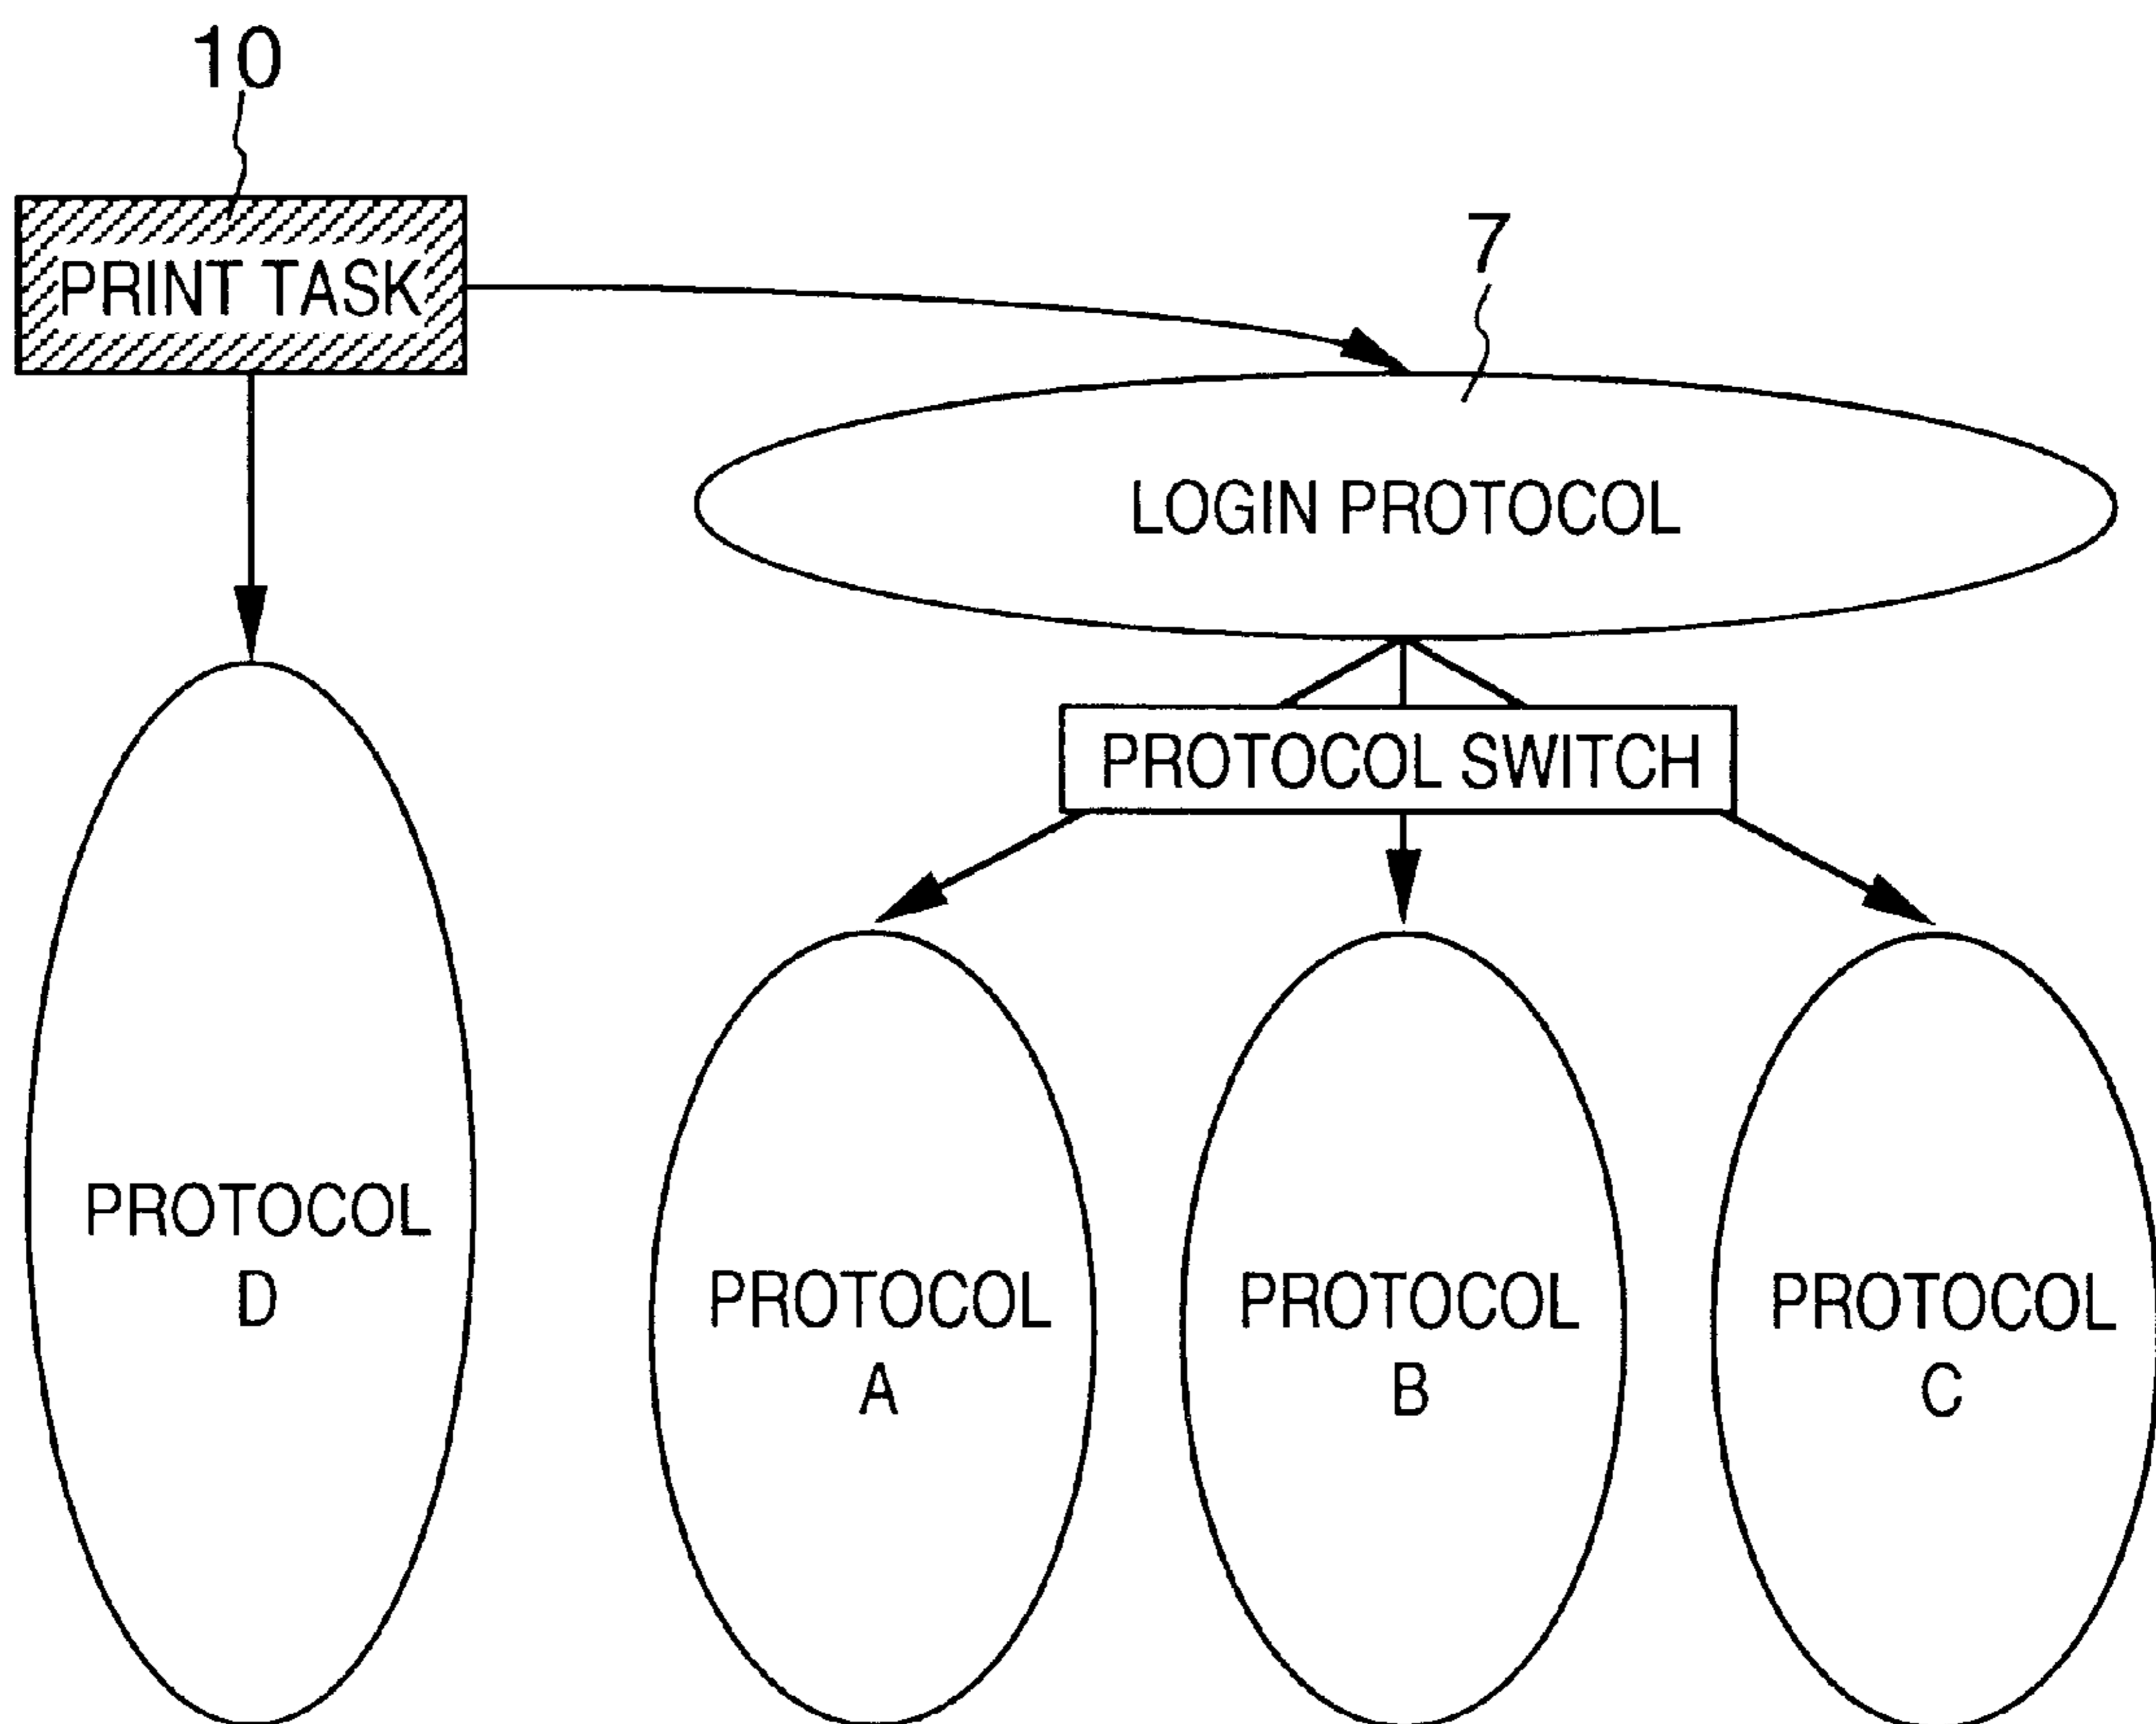 10
PRINT TASK
7
LOGIN PROTOCOL
PROTOCOL SWITCH
PROTOCOL
D
PROTOCOL
A
PROTOCOL
B
PROTOCOL
C